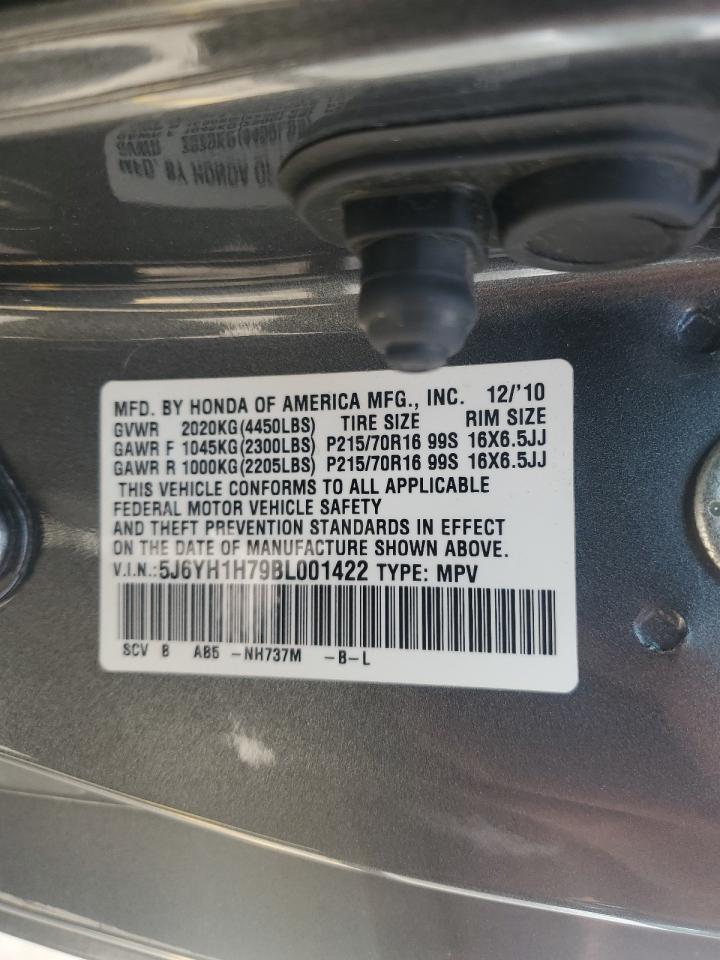 MFD. BY HONDA OF AMERICA MFG., INC. 12/'10
GVWR 2020KG(4450LBS) TIRE SIZE RIM SIZE
GAWR F 1045KG(2300LBS) P215/70R16 99S 16X6.5JJ
GAWR R 1000KG(2205LBS) P215/70R16 99S 16X6.5JJ
THIS VEHICLE CONFORMS TO ALL APPLICABLE
FEDERAL MOTOR VEHICLE SAFETY
AND THEFT PREVENTION STANDARDS IN EFFECT
ON THE DATE OF MANUFACTURE SHOWN ABOVE.
V.I.N.:5J6YH1H79BL001422 TYPE: MPV
SCV B AB5 -NH737M -B-L